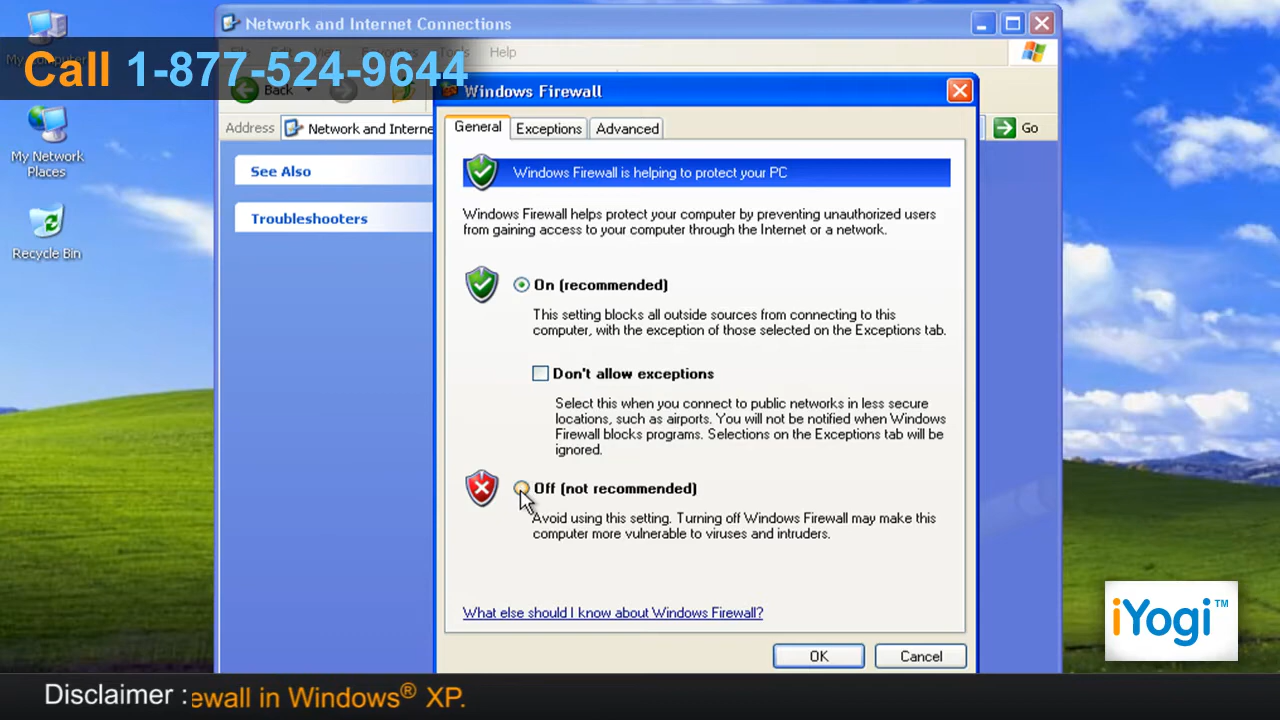 Network and Internet Connections
Help
Call 1-877-524-9644
Back
Address
Network and Interne
Go
My Network
Places
Recycle Bin
See Also
Troubleshooters
Windows Firewall
General
Exceptions
Advanced
Windows Firewall is helping to protect your PC
Windows Firewall helps protect your computer by preventing unauthorized users
from gaining access to your computer through the Internet or a network.
On (recommended)
This setting blocks all outside sources from connecting to this
computer, with the exception of those selected on the Exceptions tab.
Don't allow exceptions
Select this when you connect to public networks in less secure
locations, such as airports. You will not be notified when Windows
Firewall blocks programs. Selections on the Exceptions tab will be
ignored.
Off (not recommended)
Avoid using this setting. Turning off Windows Firewall may make this
computer more vulnerable to viruses and intruders.
What else should I know about Windows Firewall?
OK
Cancel
iYogi™
Disclaimer : ewall in Windows® XP.